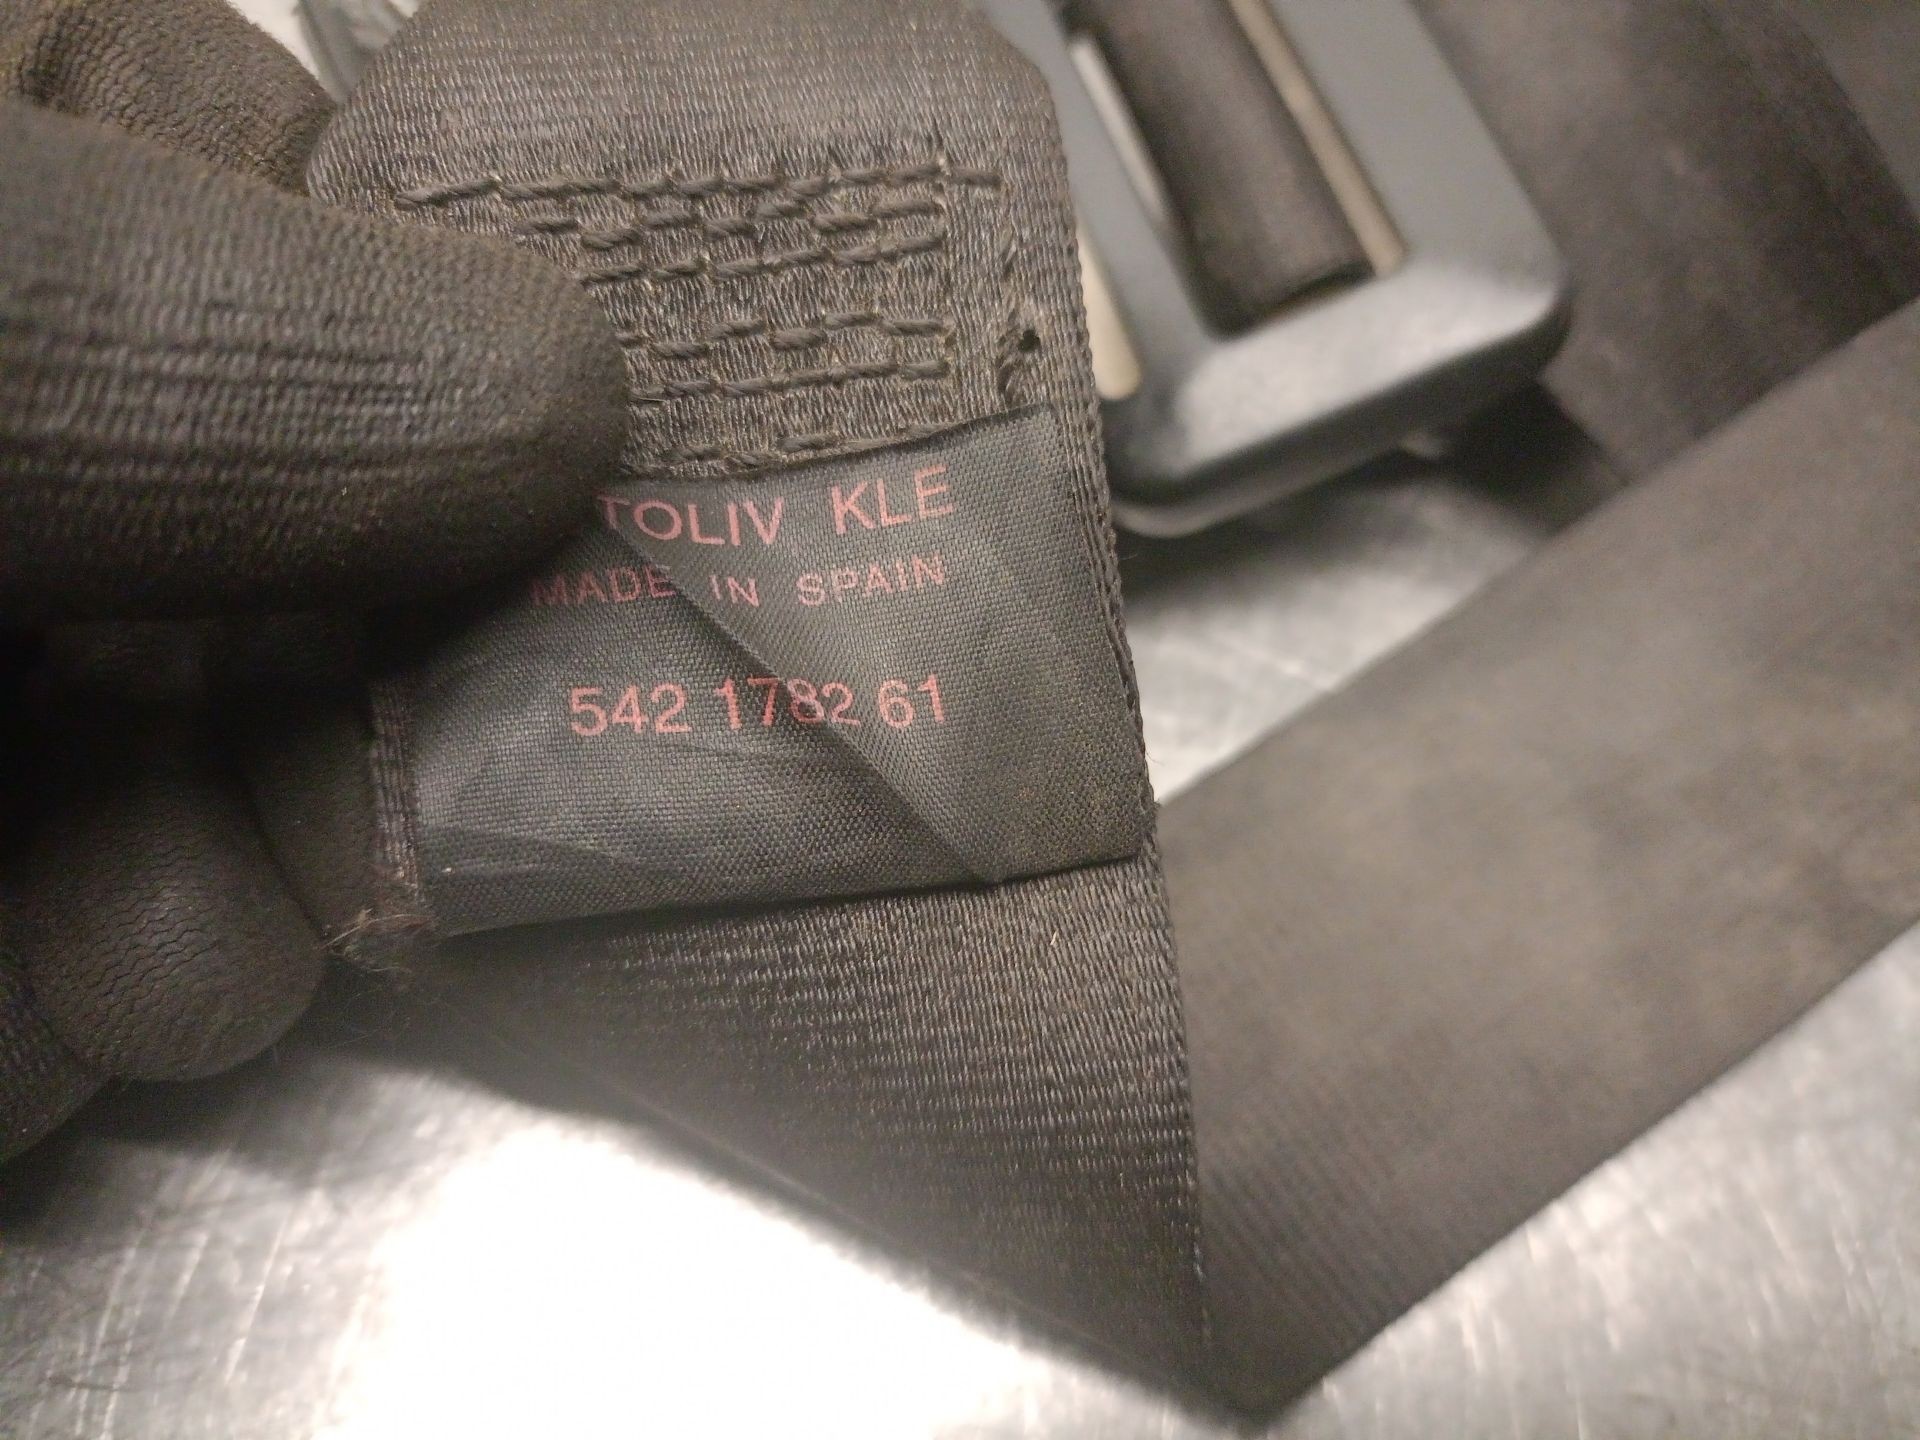 TOLIV KLE
MADE IN SPAIN
542 1782 61